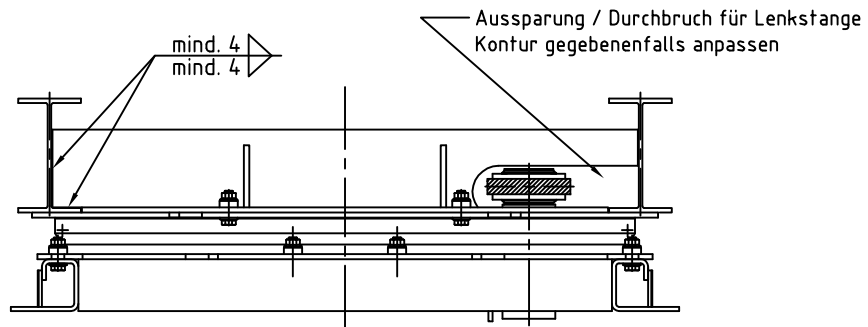 Aussparung / Durchbruch für Lenkstange
Kontur gegebenenfalls anpassen
mind. 4
mind. 4